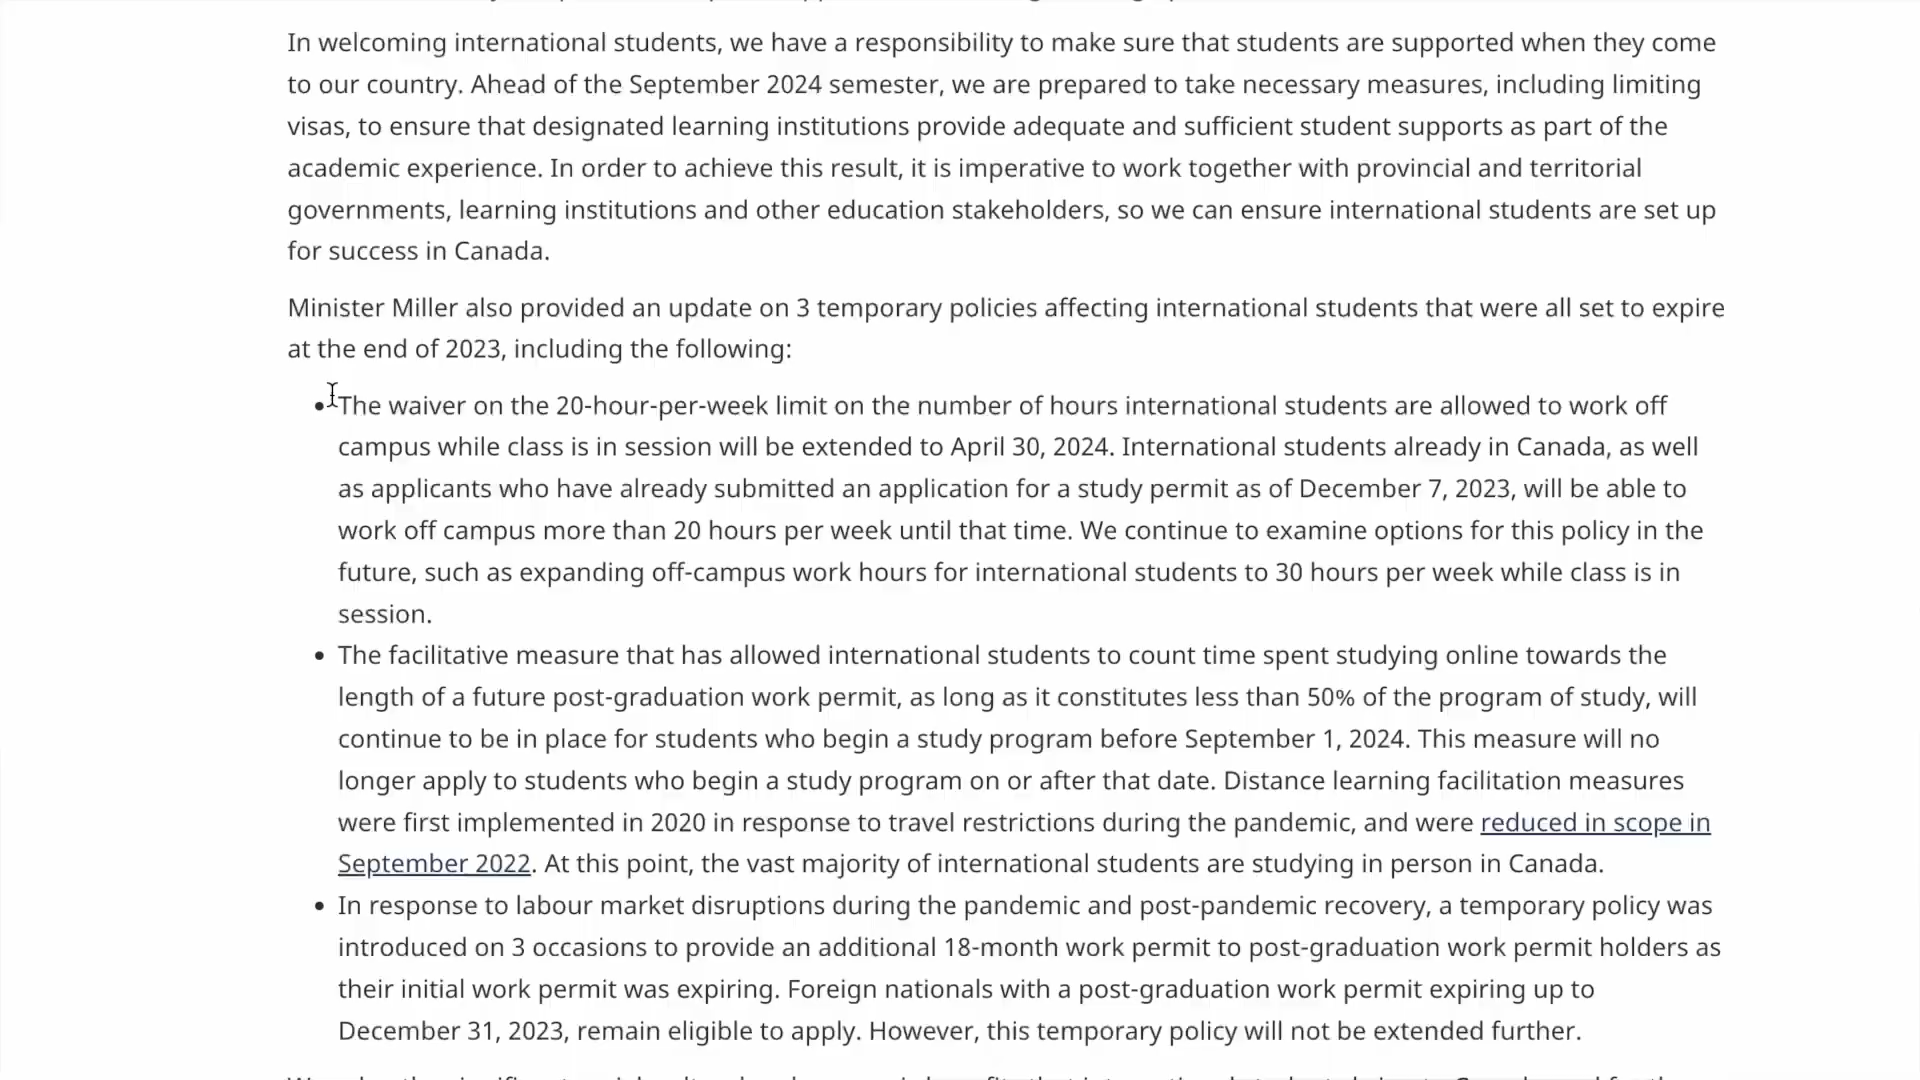 In welcoming international students, we have a responsibility to make sure that students are supported when they come
to our country. Ahead of the September 2024 semester, we are prepared to take necessary measures, including limiting
visas, to ensure that designated learning institutions provide adequate and sufficient student supports as part of the
academic experience. In order to achieve this result, it is imperative to work together with provincial and territorial
governments, learning institutions and other education stakeholders, so we can ensure international students are set up
for success in Canada.
Minister Miller also provided an update on 3 temporary policies affecting international students that were all set to expire
at the end of 2023, including the following:
• The waiver on the 20-hour-per-week limit on the number of hours international students are allowed to work off
campus while class is in session will be extended to April 30, 2024. International students already in Canada, as well
as applicants who have already submitted an application for a study permit as of December 7, 2023, will be able to
work off campus more than 20 hours per week until that time. We continue to examine options for this policy in the
future, such as expanding off-campus work hours for international students to 30 hours per week while class is in
session.
• The facilitative measure that has allowed international students to count time spent studying online towards the
length of a future post-graduation work permit, as long as it constitutes less than 50% of the program of study, will
continue to be in place for students who begin a study program before September 1, 2024. This measure will no
longer apply to students who begin a study program on or after that date. Distance learning facilitation measures
were first implemented in 2020 in response to travel restrictions during the pandemic, and were reduced in scope in
September 2022. At this point, the vast majority of international students are studying in person in Canada.
• In response to labour market disruptions during the pandemic and post-pandemic recovery, a temporary policy was
introduced on 3 occasions to provide an additional 18-month work permit to post-graduation work permit holders as
their initial work permit was expiring. Foreign nationals with a post-graduation work permit expiring up to
December 31, 2023, remain eligible to apply. However, this temporary policy will not be extended further.